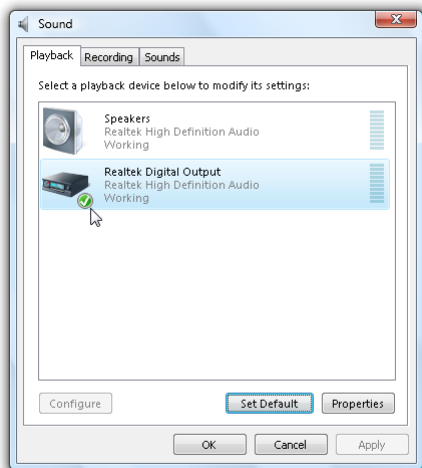 Sound
Playback Recording Sounds
Select a playback device below to modify its settings:
Speakers
Realtek High Definition Audio
Working
Realtek Digital Output
Realtek High Definition Audio
Working
Configure Set Default Properties
OK Cancel Apply